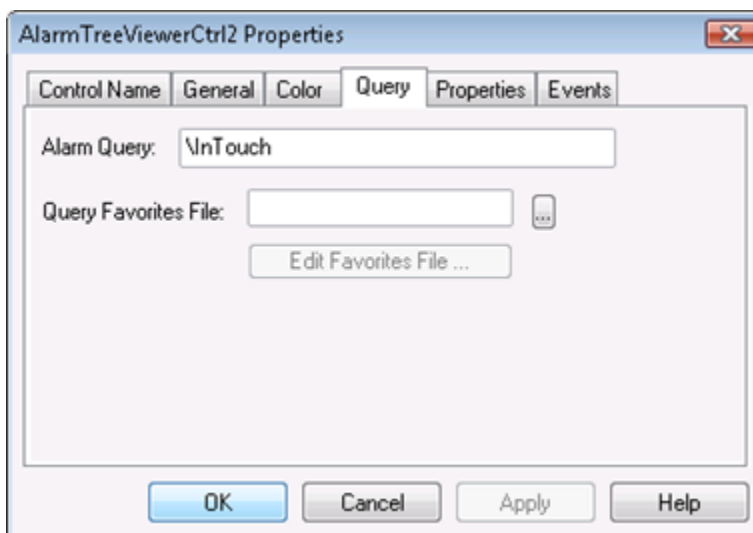 AlarmTreeViewerCtrl2 Properties
Control Name General Color Query Properties Events
Alarm Query: \InTouch
Query Favorites File: ...
Edit Favorites File ...
OK Cancel Apply Help